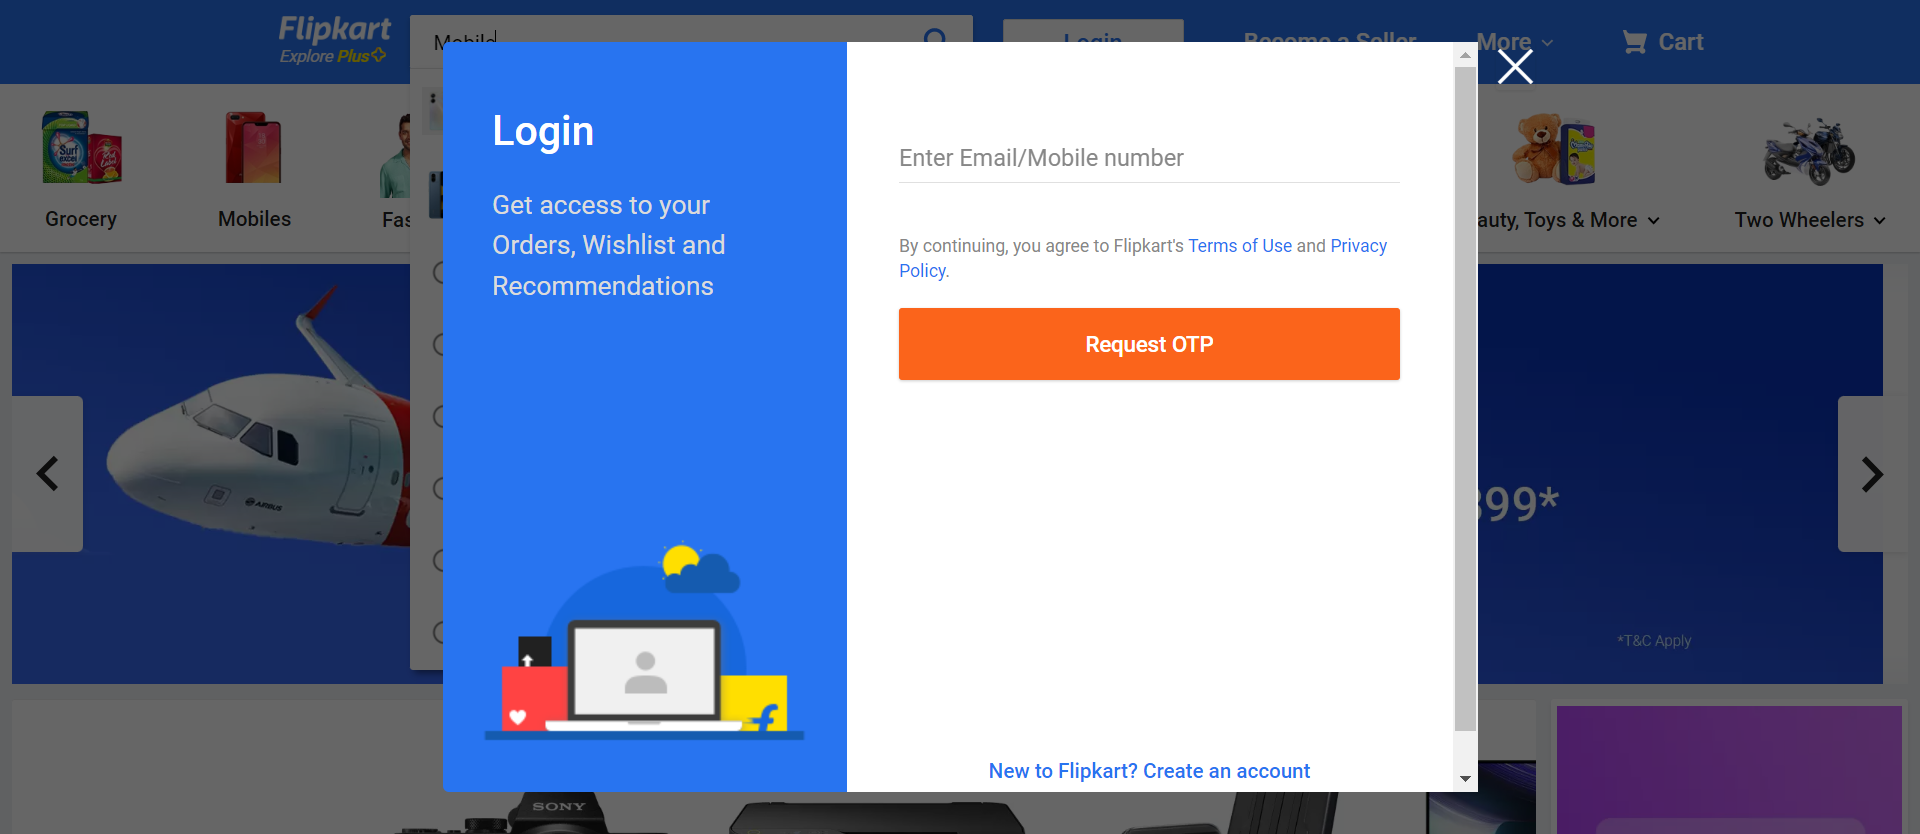 Flipkart
Explore Plus
Mobile
Login
Become a Seller
More
Cart
Grocery
Mobiles
Fas
auty, Toys & More
Two Wheelers
Login
Get access to your
Orders, Wishlist and
Recommendations
Enter Email/Mobile number
By continuing, you agree to Flipkart's Terms of Use and Privacy
Policy.
Request OTP
New to Flipkart? Create an account
AIRBUS
899*
*T&C Apply
SONY